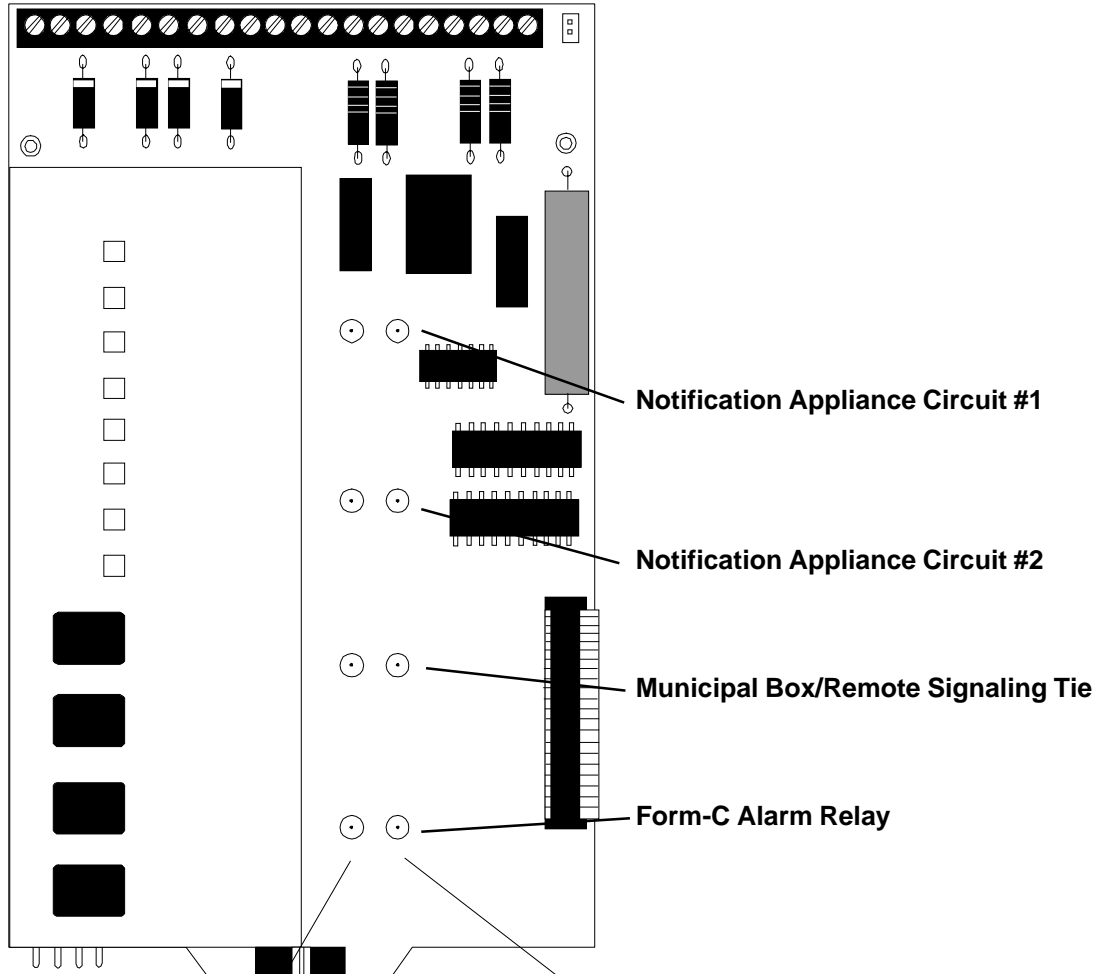 Notification Appliance Circuit #1
Notification Appliance Circuit #2
Municipal Box/Remote Signaling Tie
Form-C Alarm Relay